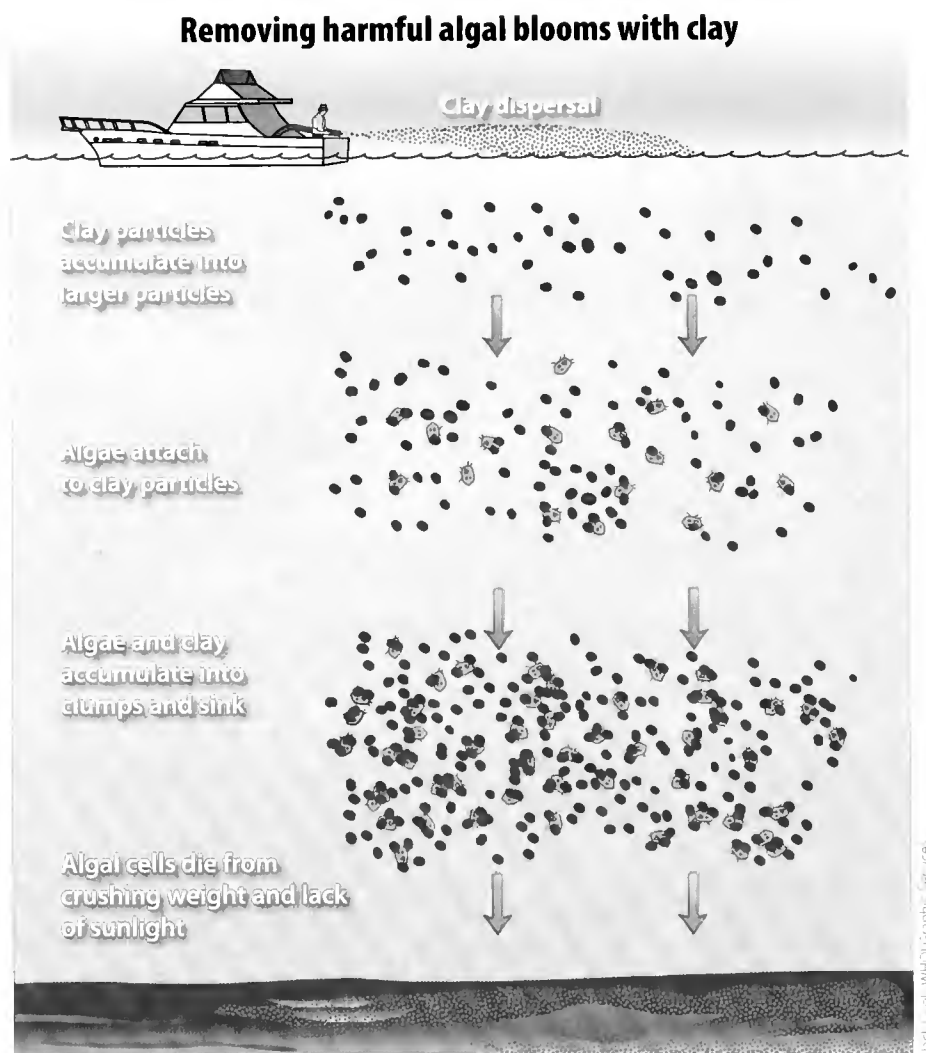 Removing harmful algal blooms with clay
Clay dispersal
Clay particles
accumulate into
larger particles
Algae attach
to clay particles
Algae and clay
accumulate into
clumps and sink
Algal cells die from
crushing weight and lack
of sunlight